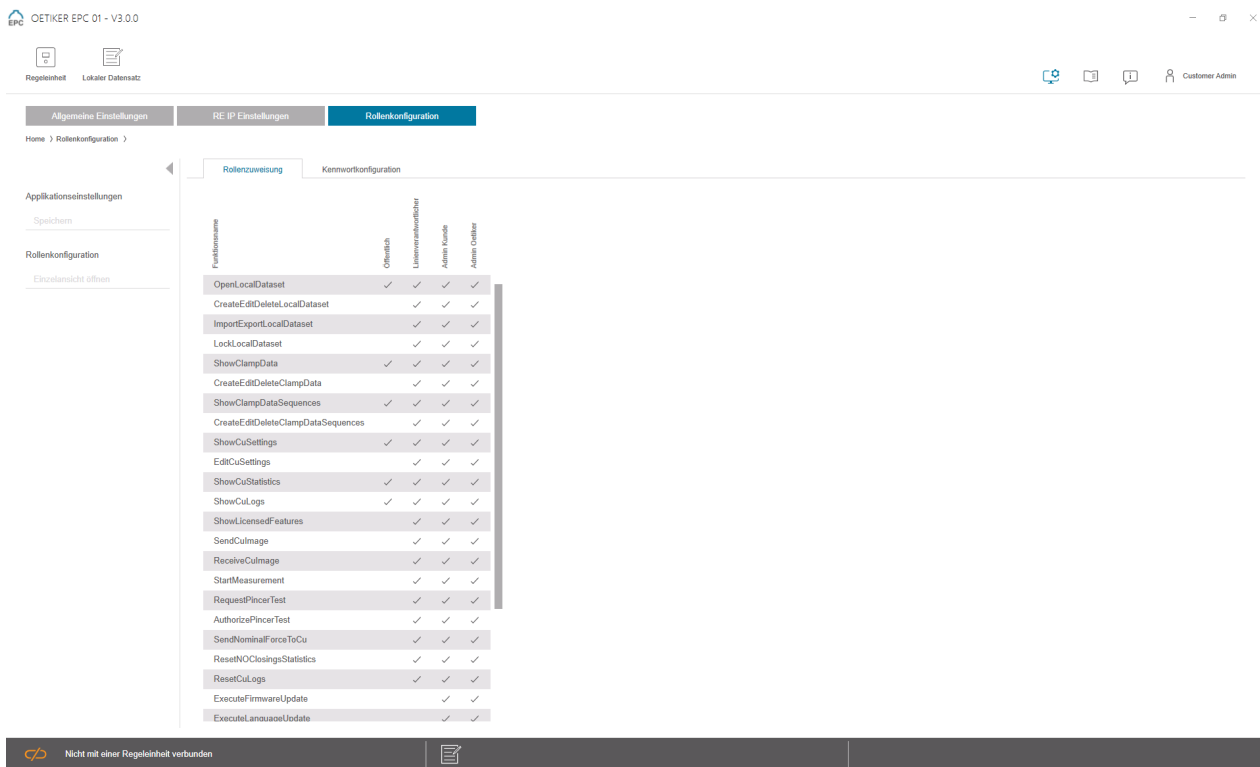 EPC OETIKER EPC 01 - V3.0.0
Regeleinheit Lokaler Datensatz
Customer Admin
Allgemeine Einstellungen RE IP Einstellungen Rollenkonfiguration
Home > Rollenkonfiguration >
Rollenzuweisung Kennwortkonfiguration
Applikationseinstellungen
Speichern
Rollenkonfiguration
Einzelansicht öffnen
Funktionsname Öffentlich Linienverantwortlicher Admin Kunde Admin Oetiker
OpenLocalDataset
CreateEditDeleteLocalDataset
ImportExportLocalDataset
LockLocalDataset
ShowClampData
CreateEditDeleteClampData
ShowClampDataSequences
CreateEditDeleteClampDataSequences
ShowCuSettings
EditCuSettings
ShowCuStatistics
ShowCuLogs
ShowLicensedFeatures
SendCuImage
ReceiveCuImage
StartMeasurement
RequestPincerTest
AuthorizePincerTest
SendNominalForceToCu
ResetNOClosingsStatistics
ResetCuLogs
ExecuteFirmwareUpdate
ExecuteLanguageUpdate
Nicht mit einer Regeleinheit verbunden